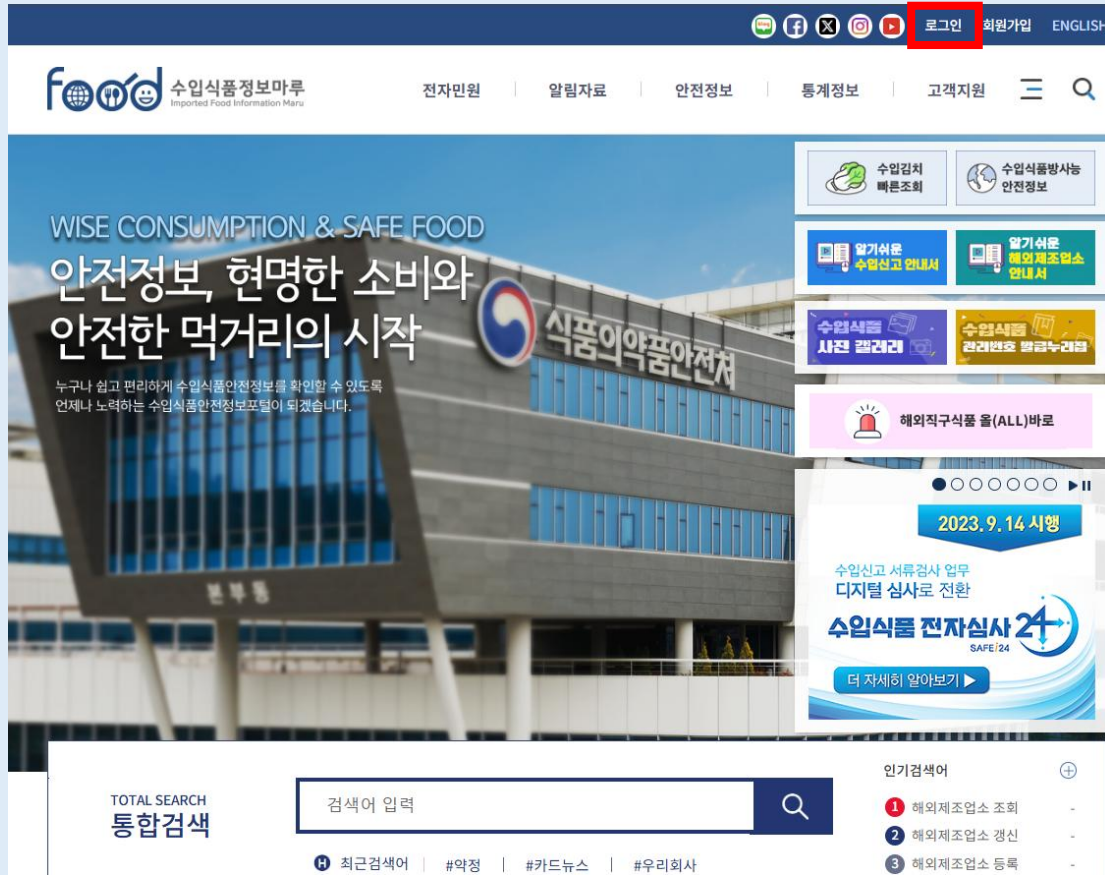 로그인 회원가입 ENGLISH
food 수입식품정보마루
Imported Food Information Maru
전자민원 알림자료 안전정보 통계정보 고객지원
수입김치
빠른조회
수입식품방사능
안전정보
WISE CONSUMPTION & SAFE FOOD
안전정보, 현명한 소비와
안전한 먹거리의 시작
누구나 쉽고 편리하게 수입식품안전정보를 확인할 수 있도록
언제나 노력하는 수입식품안전정보포털이 되겠습니다.
식품의약품안전처
본부동
알기쉬운
수입신고 안내서
알기쉬운
해외제조업소
안내서
수입식품
사진 갤러리
수입식품
관리번호 발급누리집
해외직구식품 올(ALL)바로
2023.9.14 시행
수입신고 서류검사 업무
디지털 심사로 전환
수입식품 전자심사 24
SAFE i 24
더 자세히 알아보기 ▶
TOTAL SEARCH
통합검색
검색어 입력
H 최근검색어 #약정 #카드뉴스 #우리회사
인기검색어
1 해외제조업소 조회 -
2 해외제조업소 갱신 -
3 해외제조업소 등록 -